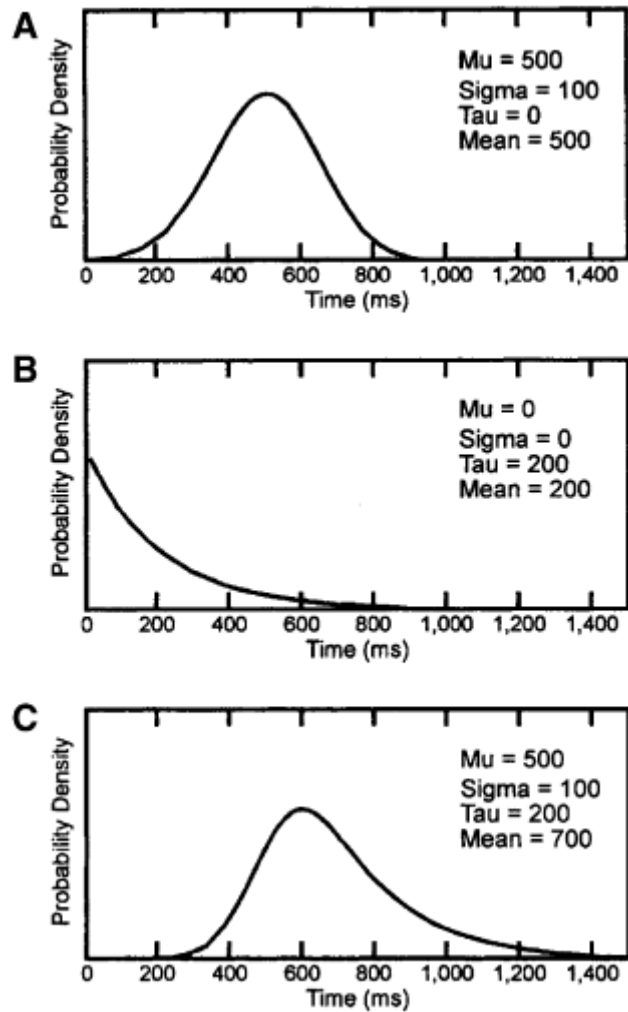 A
Probability Density
Mu = 500
Sigma = 100
Tau = 0
Mean = 500
0 200 400 600 800 1,000 1,200 1,400
Time (ms)
B
Probability Density
Mu = 0
Sigma = 0
Tau = 200
Mean = 200
0 200 400 600 800 1,000 1,200 1,400
Time (ms)
C
Probability Density
Mu = 500
Sigma = 100
Tau = 200
Mean = 700
0 200 400 600 800 1,000 1,200 1,400
Time (ms)